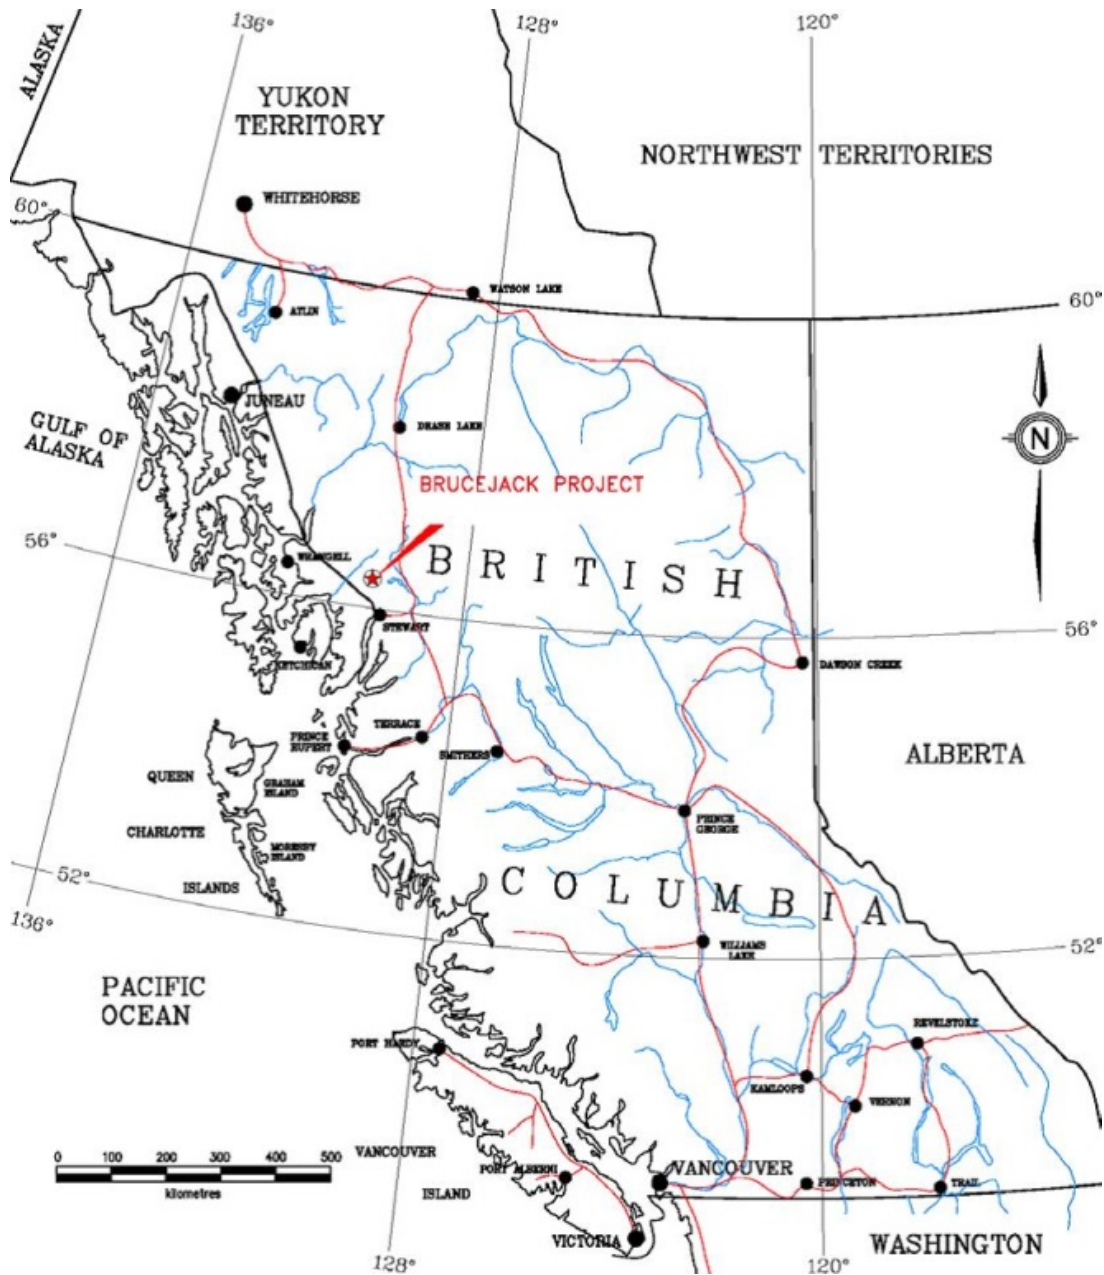 136°
128°
120°
ALASKA
YUKON
TERRITORY
NORTHWEST TERRITORIES
WHITEHORSE
60°
WATSON LAKE
60°
ATLIN
JUNEAU
GULF OF
ALASKA
DEASE LAKE
N
BRUCEJACK PROJECT
56°
WRANGELL
BRITISH
STEWART
56°
KETCHICAN
DAWSON CREEK
TERRACE
PRINCE
RUPERT
SMITHERS
ALBERTA
QUEEN
GRAHAM
ISLAND
PRINCE
GEORGE
CHARLOTTE
MORESBY
ISLAND
52°
ISLANDS
COLUMBIA
136°
WILLIAMS
LAKE
52°
PACIFIC
OCEAN
REVELSTOKE
PORT HARDY
KAMLOOPS
VERNON
0 100 200 300 400 500
kilometres
VANCOUVER
ISLAND
PORT ALBERNI
VANCOUVER
PRINCETON
TRAIL
VICTORIA
WASHINGTON
128°
120°